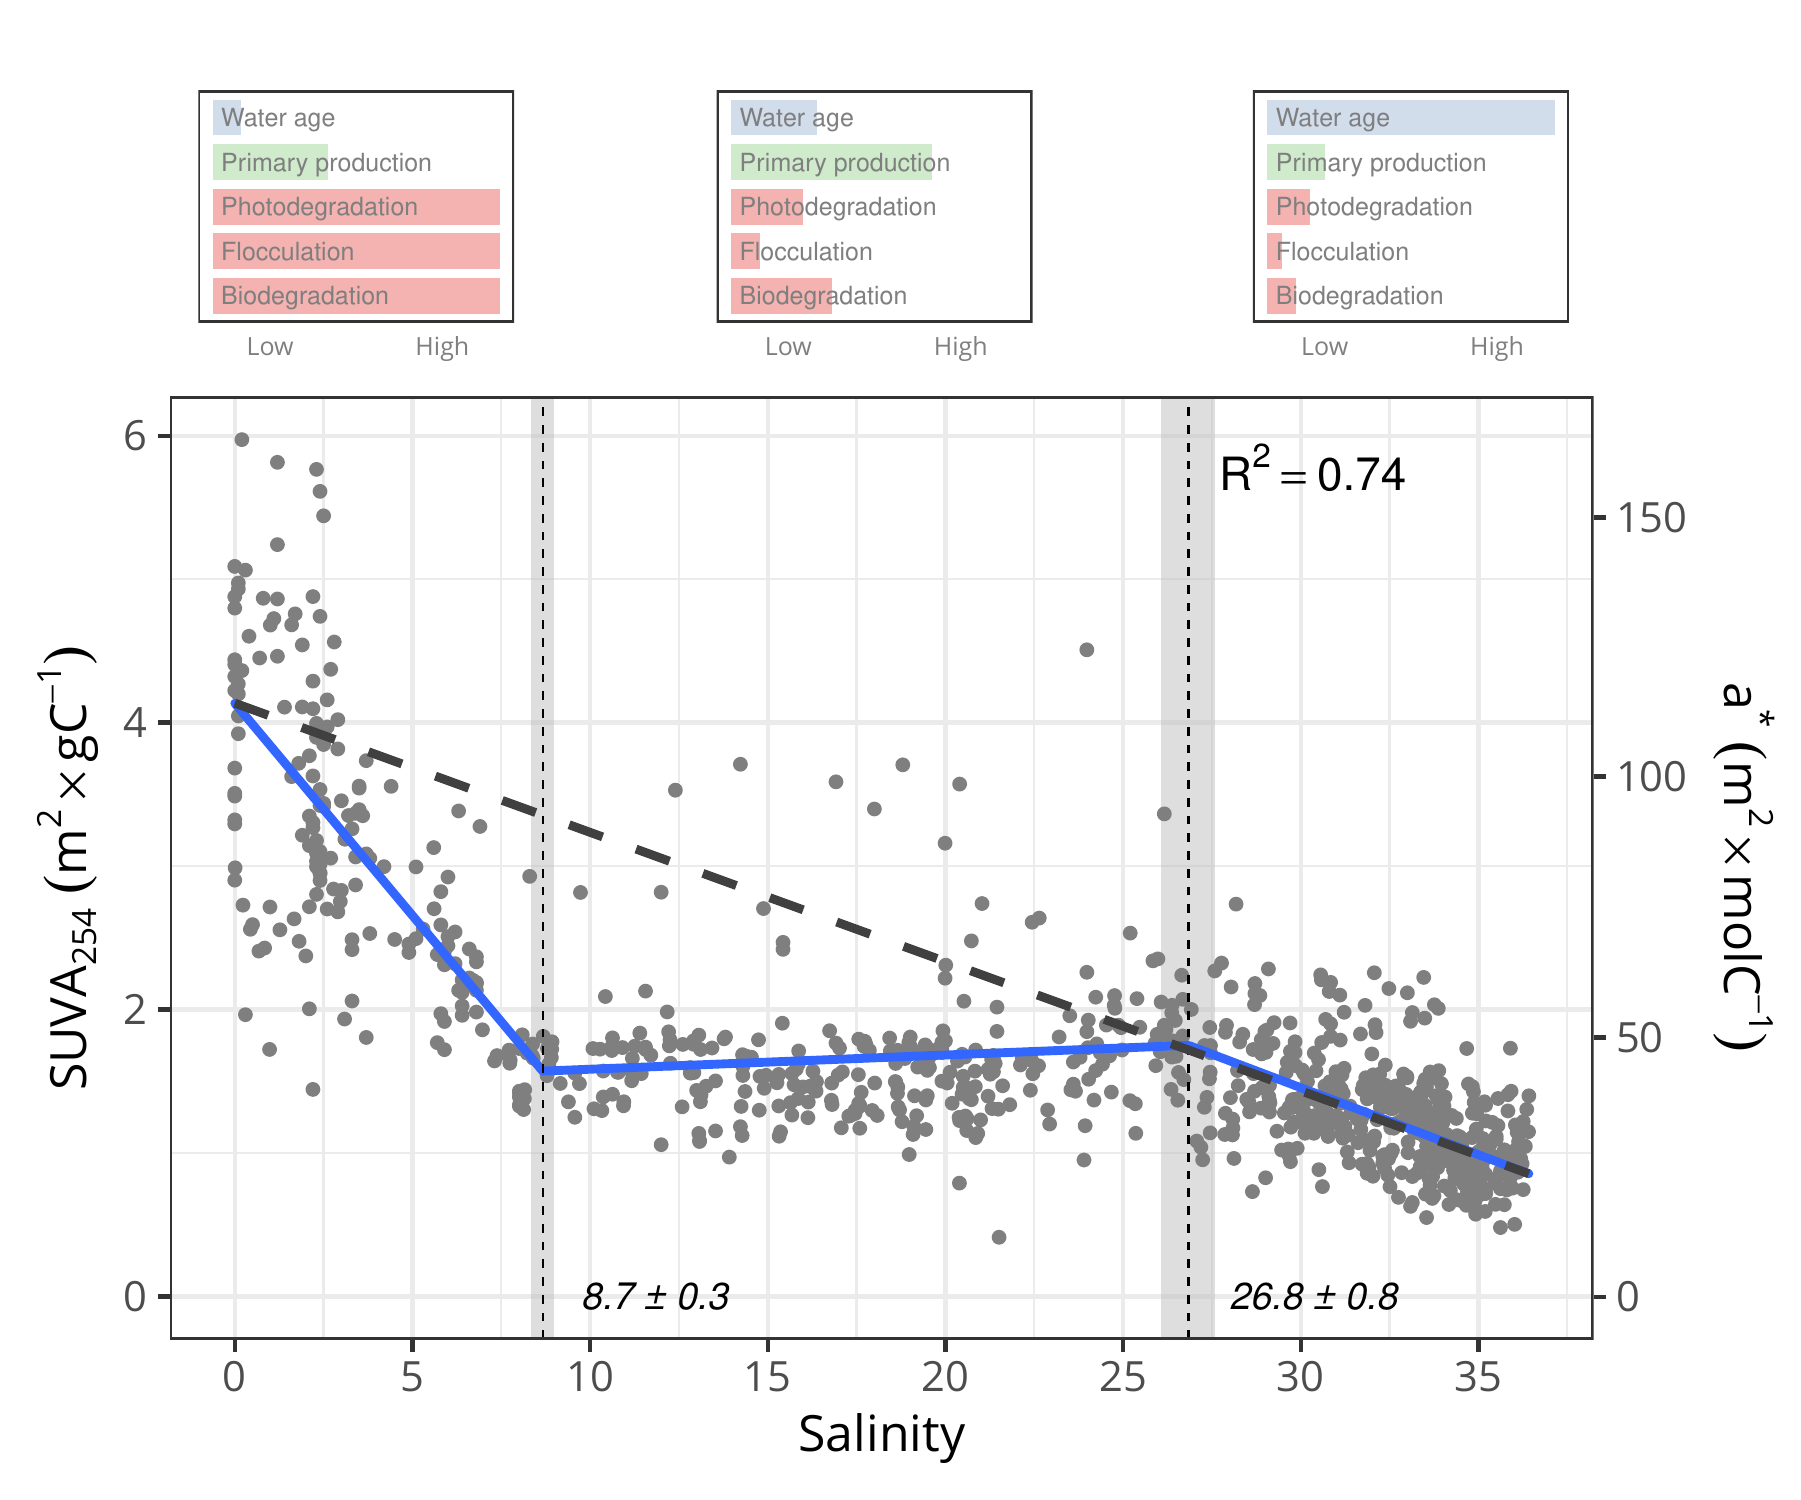 Water age
Primary production
Photodegradation
Flocculation
Biodegradation
Low High
Water age
Primary production
Photodegradation
Flocculation
Biodegradation
Low High
Water age
Primary production
Photodegradation
Flocculation
Biodegradation
Low High
R² = 0.74
6
4
2
0
SUVA₂₅₄ (m² × gC⁻¹)
150
100
50
0
a* (m² × molC⁻¹)
8.7 ± 0.3
26.8 ± 0.8
0 5 10 15 20 25 30 35
Salinity